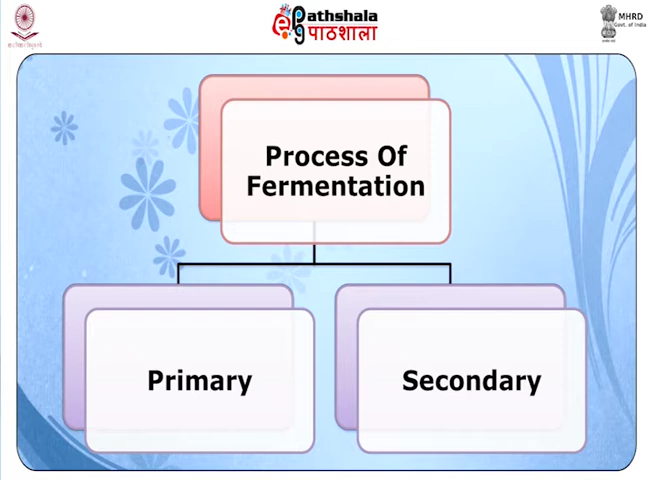 ePathshala
पाठशाला
MHRD
Govt. of India
Process Of
Fermentation
Primary
Secondary